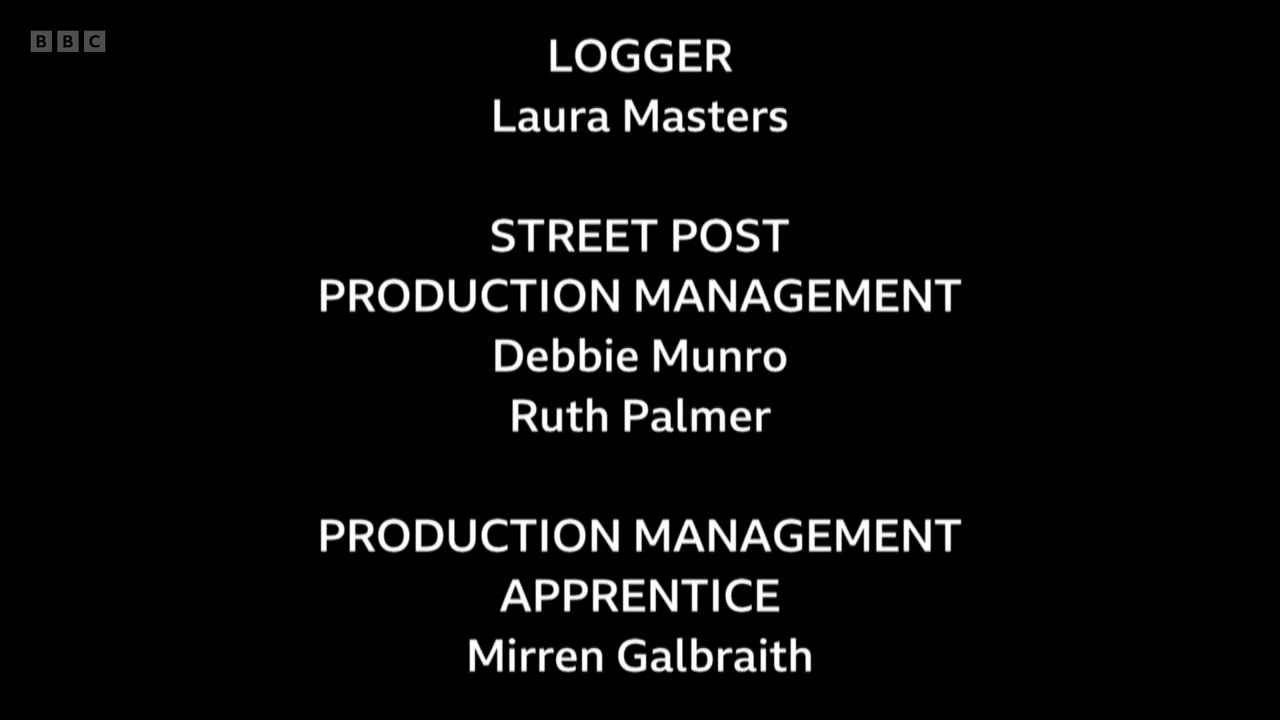 BBC
LOGGER
Laura Masters
STREET POST
PRODUCTION MANAGEMENT
Debbie Munro
Ruth Palmer
PRODUCTION MANAGEMENT
APPRENTICE
Mirren Galbraith